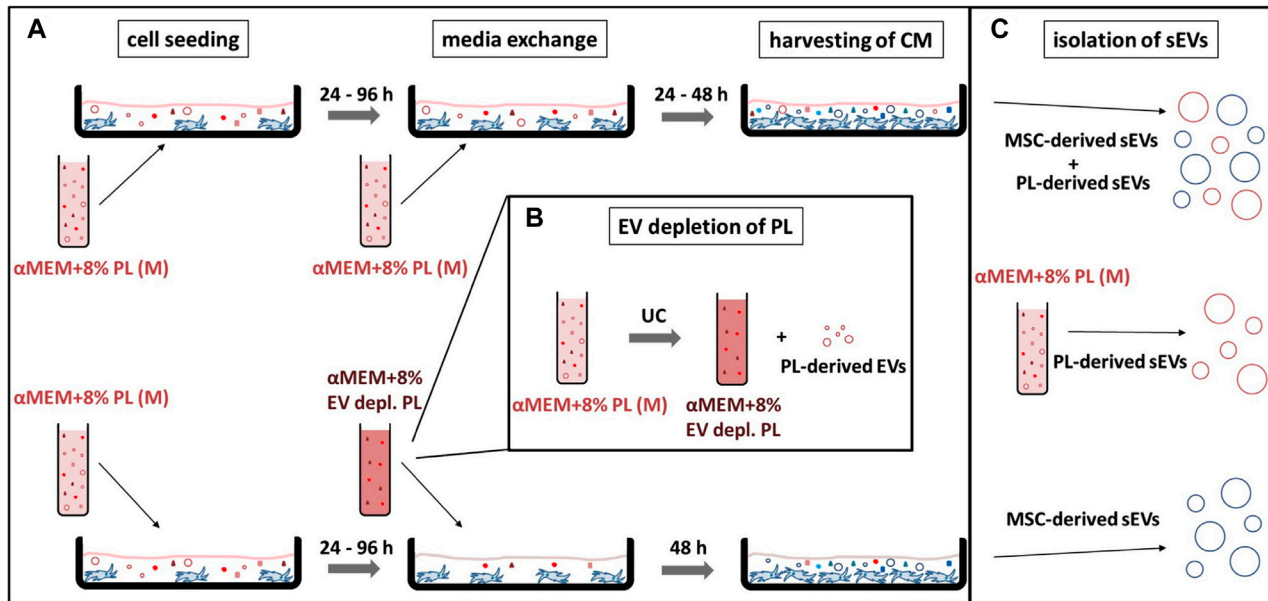 A
cell seeding
media exchange
harvesting of CM
24 - 96 h
24 - 48 h
αMEM+8% PL (M)
αMEM+8% PL (M)
αMEM+8% PL (M)
αMEM+8%
EV depl. PL
24 - 96 h
48 h
B
EV depletion of PL
UC
+
PL-derived EVs
αMEM+8% PL (M)
αMEM+8%
EV depl. PL
C
isolation of sEVs
MSC-derived sEVs
+
PL-derived sEVs
αMEM+8% PL (M)
PL-derived sEVs
MSC-derived sEVs